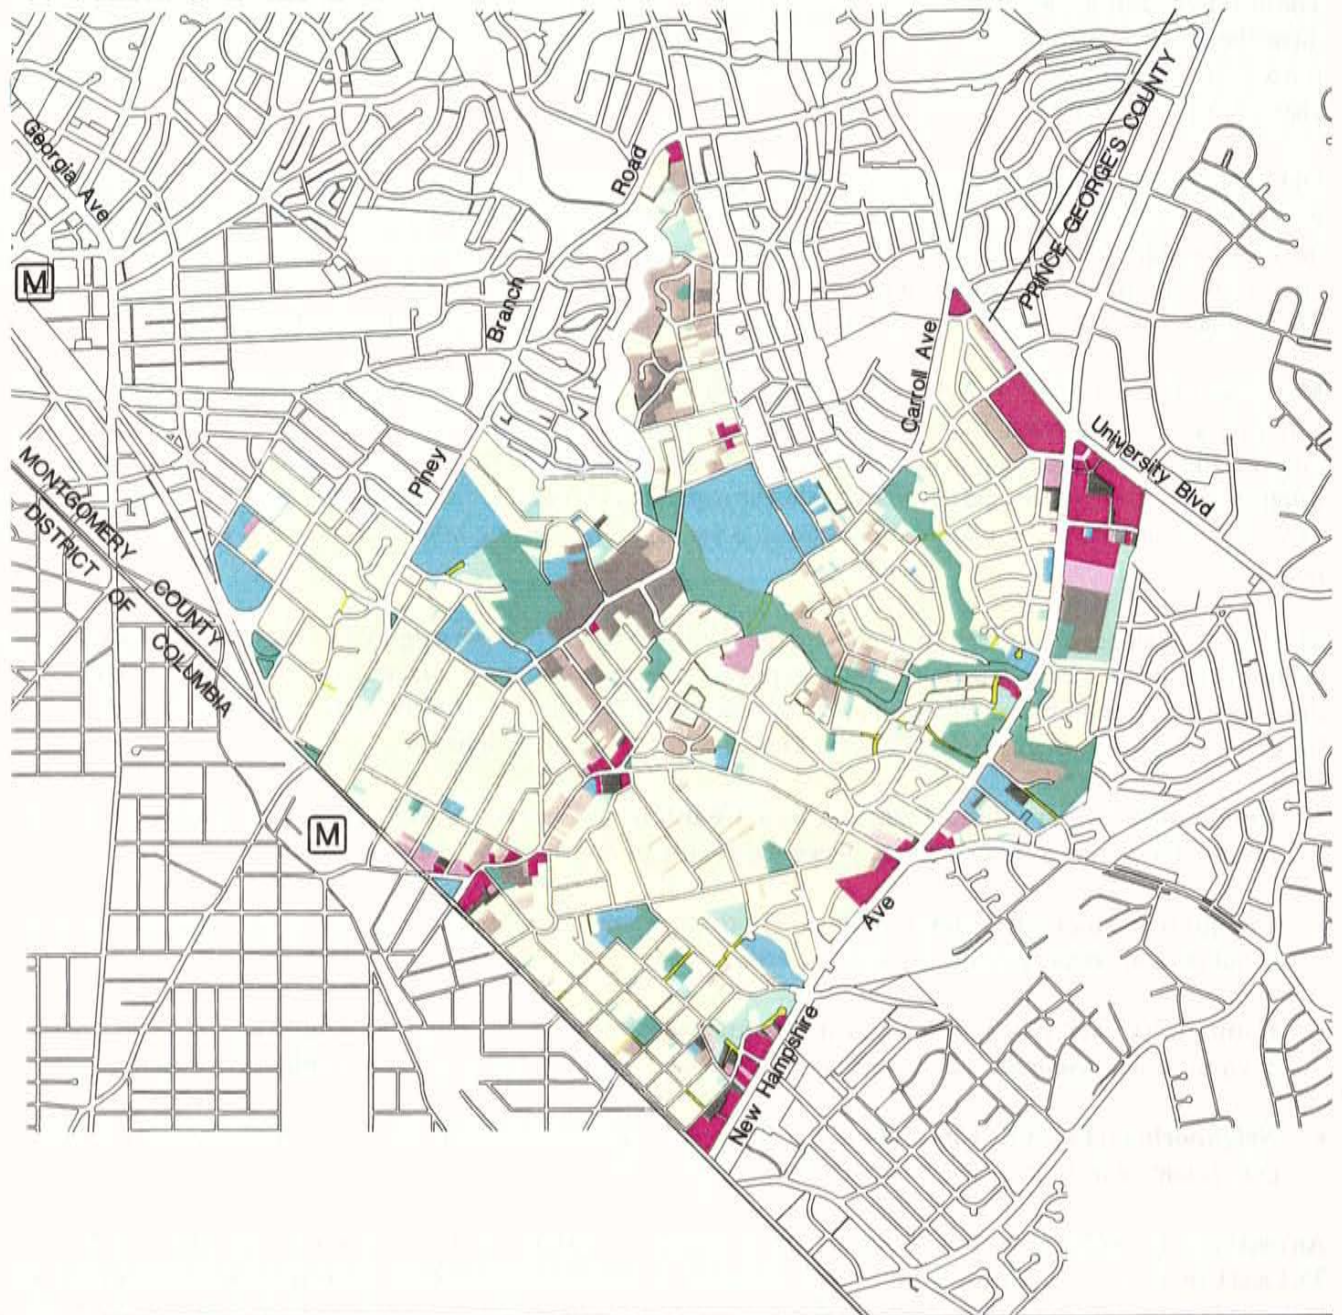 Georgia Ave
M
Road
Branch
Piney
PRINCE GEORGE'S COUNTY
Carroll Ave
University Blvd
MONTGOMERY COUNTY
DISTRICT OF COLUMBIA
M
Ave
New Hampshire